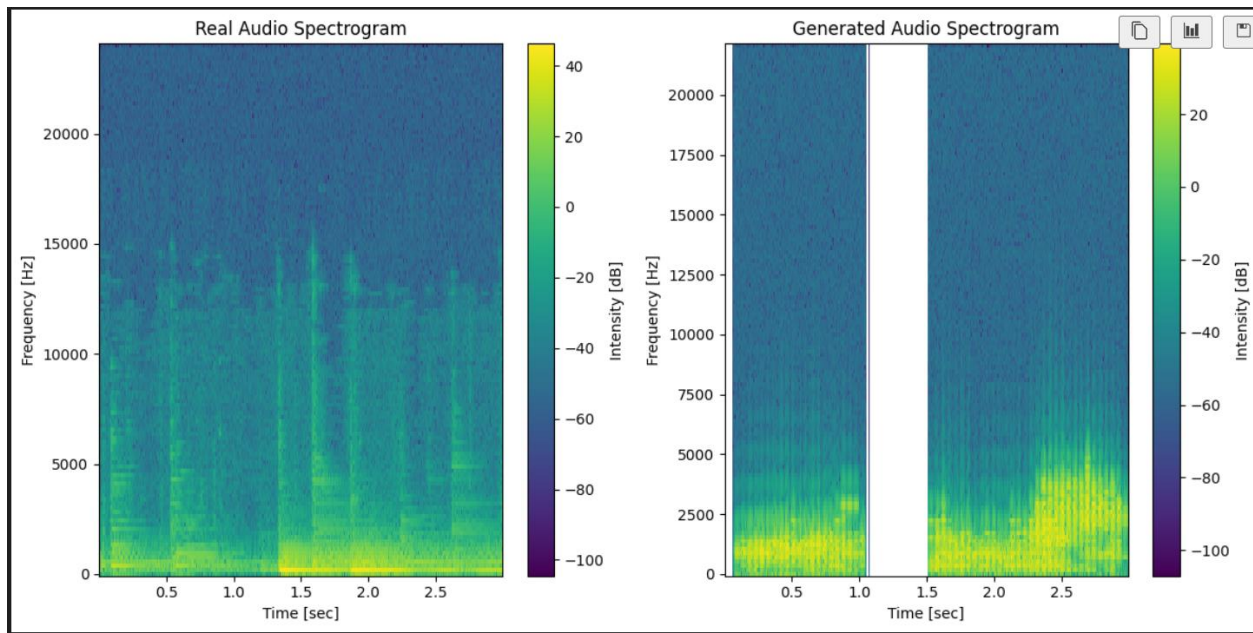 Real Audio Spectrogram
Frequency [Hz]
20000
15000
10000
5000
0
0.5 1.0 1.5 2.0 2.5
Time [sec]
40
20
0
−20
−40
−60
−80
−100
Intensity [dB]
Generated Audio Spectrogram
Frequency [Hz]
20000
17500
15000
12500
10000
7500
5000
2500
0
0.5 1.0 1.5 2.0 2.5
Time [sec]
20
0
−20
−40
−60
−80
−100
Intensity [dB]